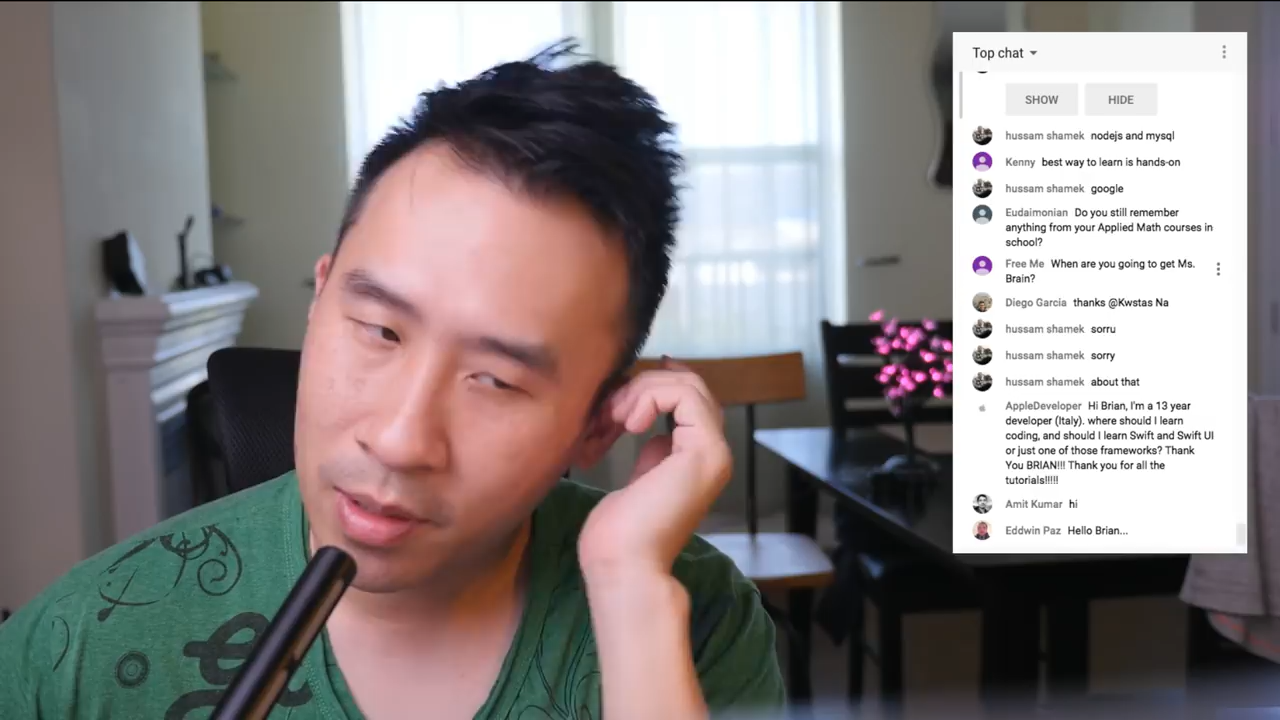 Top chat
SHOW HIDE
hussam shamek nodejs and mysql
Kenny best way to learn is hands-on
hussam shamek google
Eudaimonian Do you still remember
anything from your Applied Math courses in
school?
Free Me When are you going to get Ms.
Brain?
Diego Garcia thanks @Kwstas Na
hussam shamek sorru
hussam shamek sorry
hussam shamek about that
AppleDeveloper Hi Brian, I'm a 13 year
developer (Italy). where should I learn
coding, and should I learn Swift and Swift UI
or just one of those frameworks? Thank
You BRIAN!!! Thank you for all the
tutorials!!!!!
Amit Kumar hi
Eddwin Paz Hello Brian...